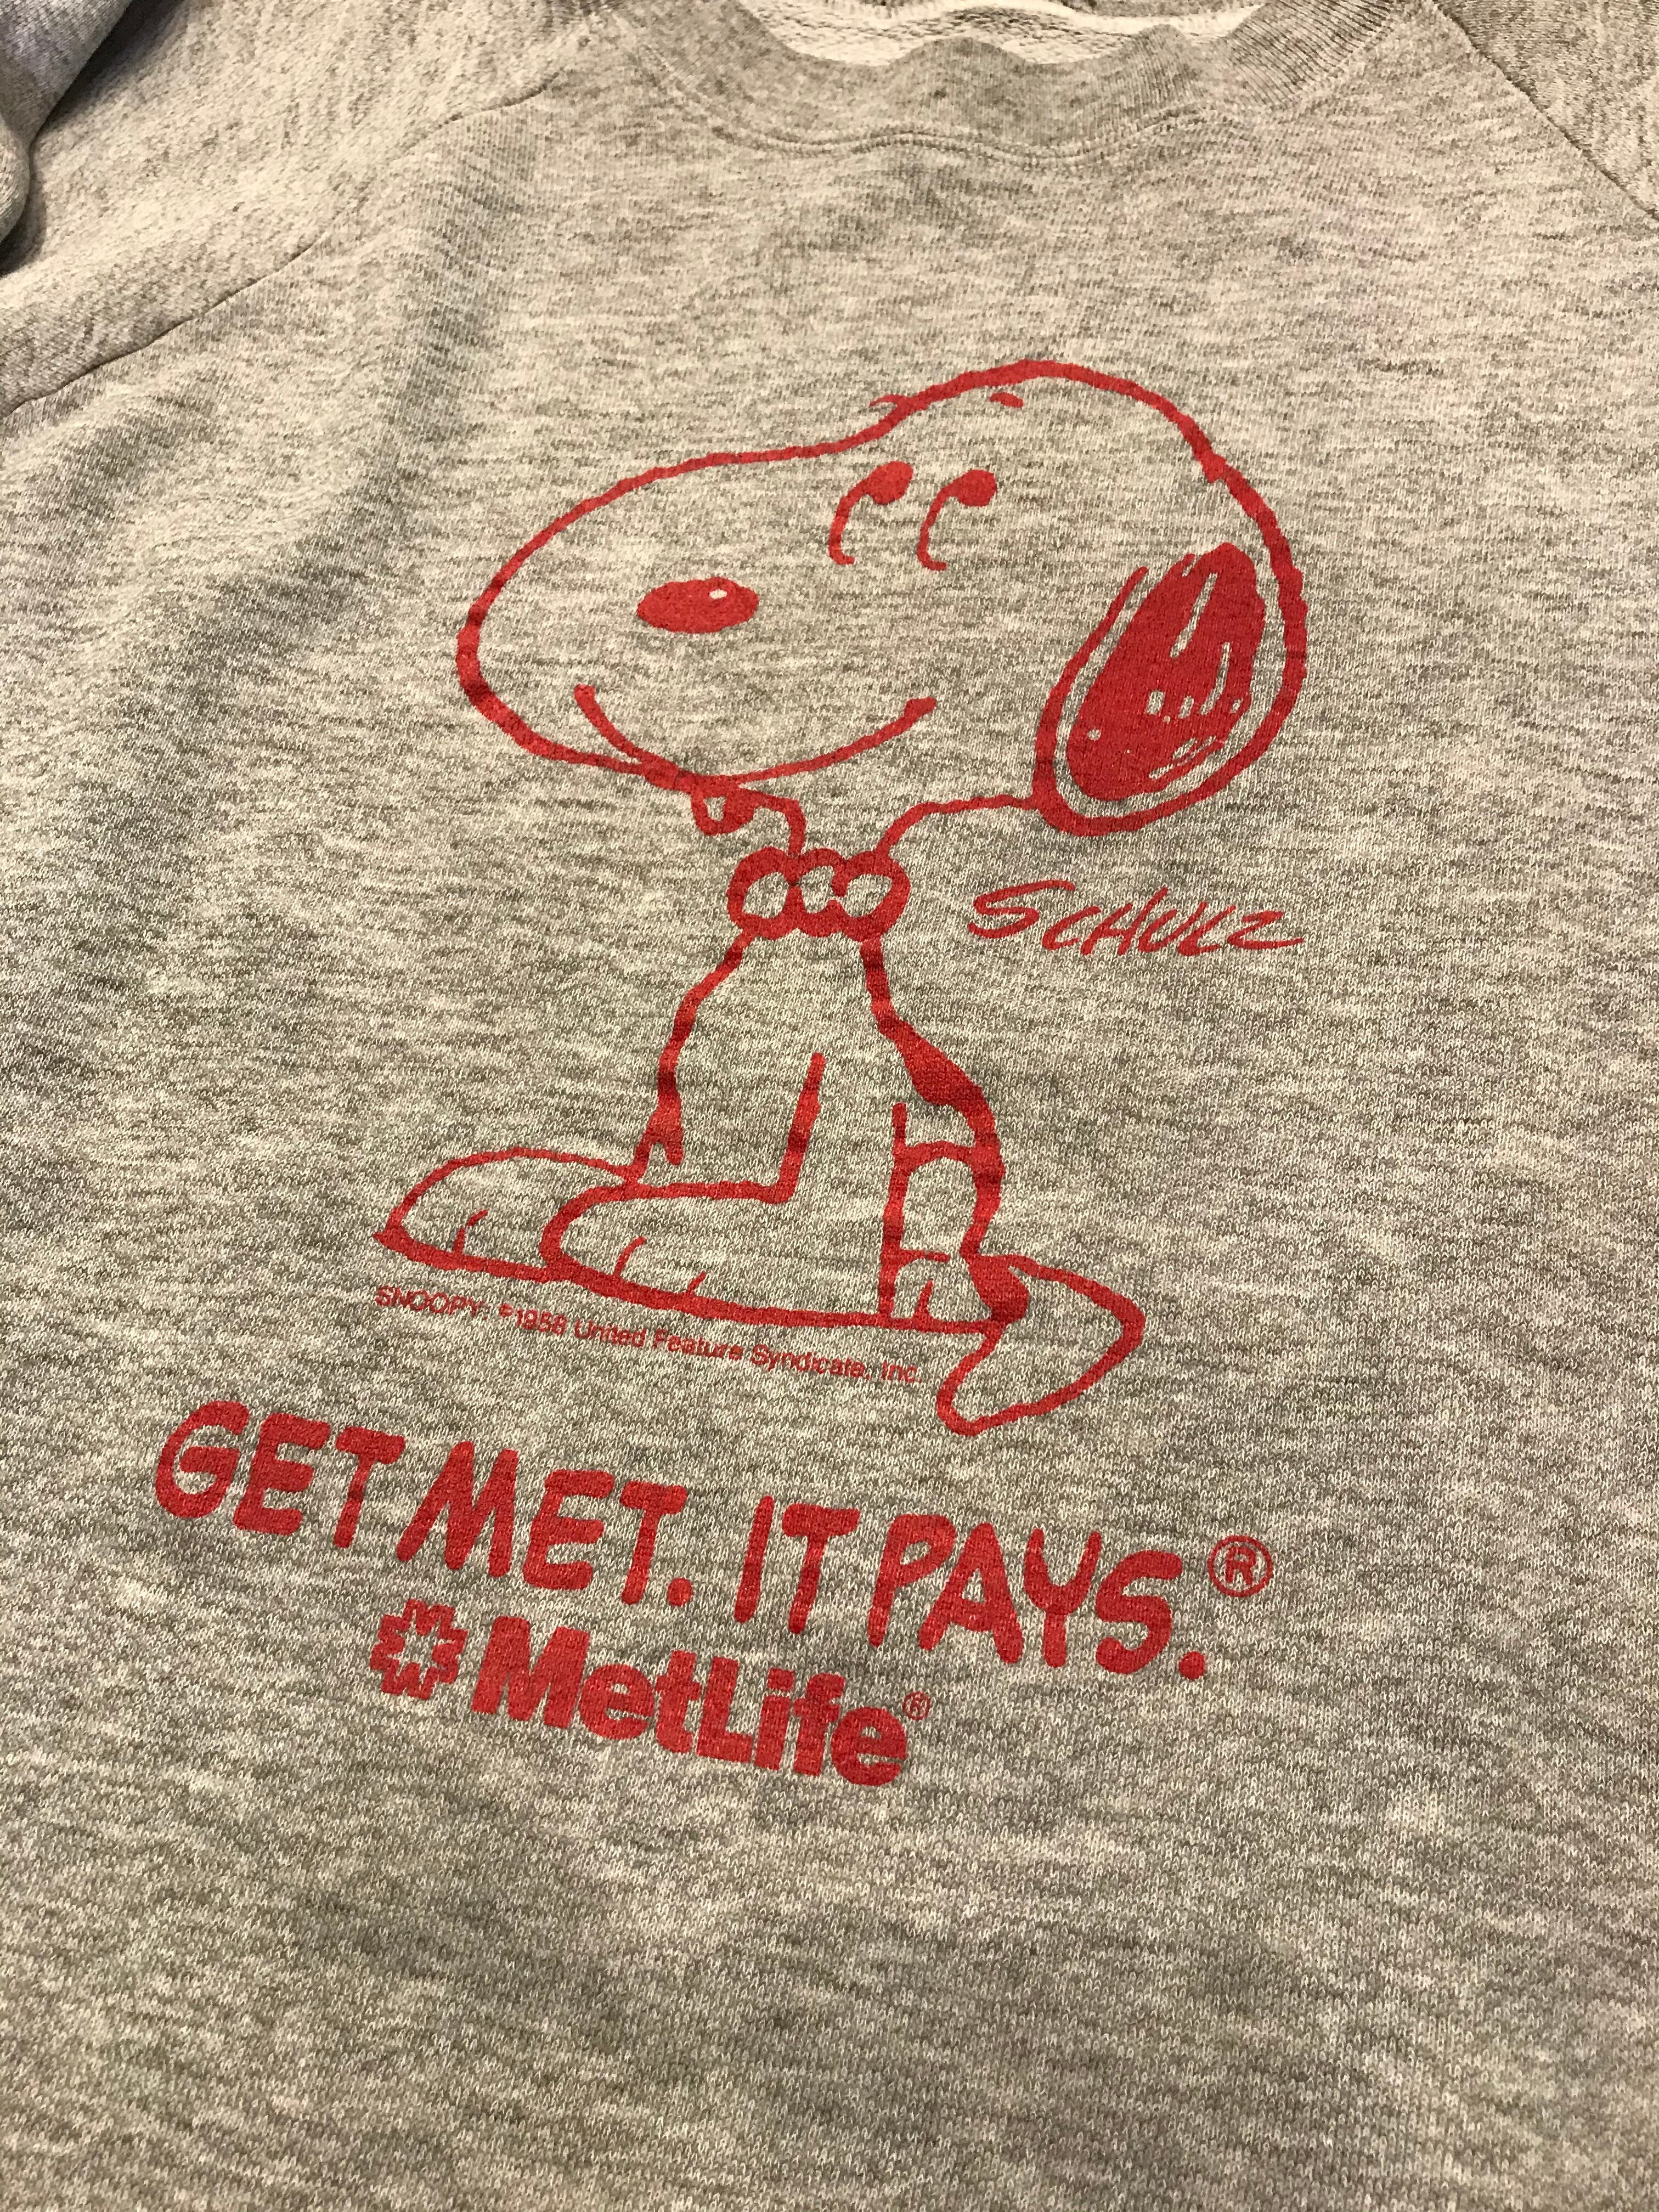 SCHULZ
SNOOPY: ©1958 United Feature Syndicate, Inc.
GET MET. IT PAYS.®
MetLife®